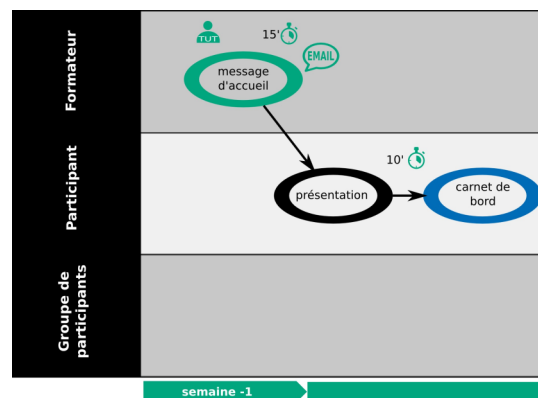 Formateur
TUT
15'
EMAIL
message
d'accueil
Participant
10'
présentation
carnet de
bord
Groupe de
participants
semaine -1